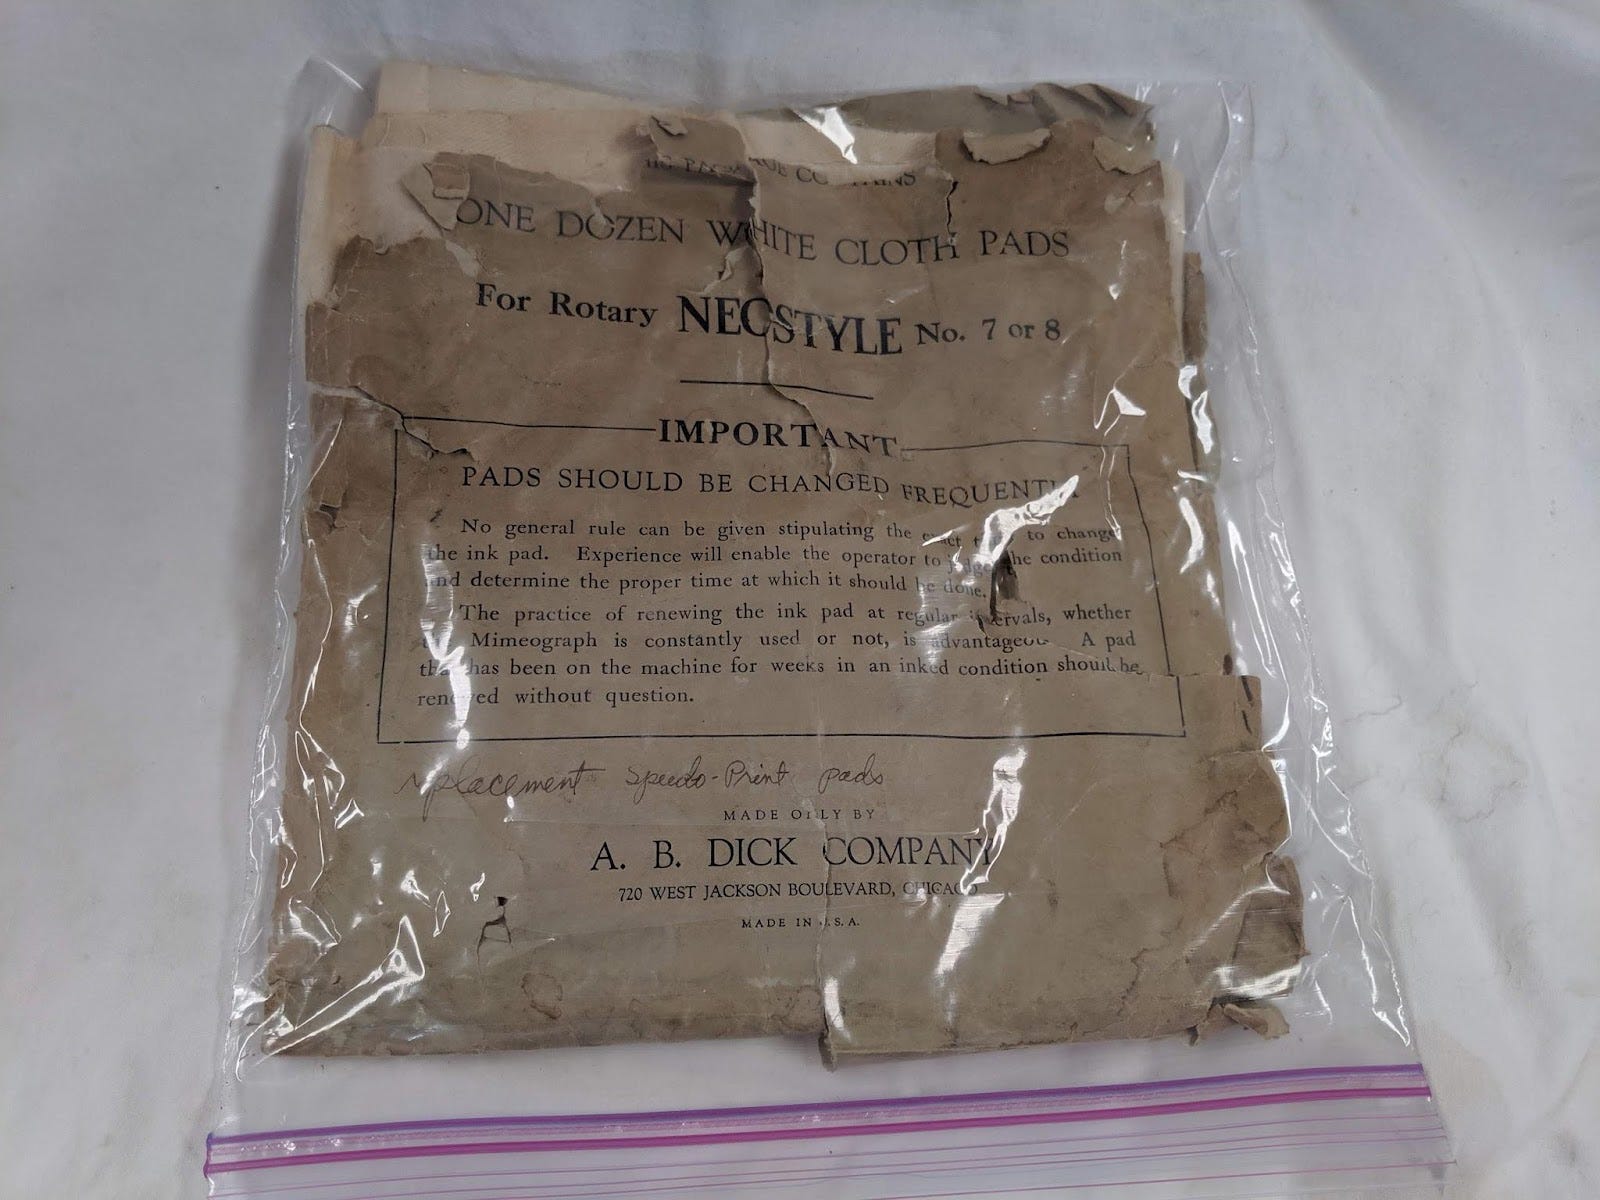 CONTAINS
ONE DOZEN WHITE CLOTH PADS
For Rotary NEOSTYLE No. 7 or 8
IMPORTANT
PADS SHOULD BE CHANGED FREQUENTLY
No general rule can be given stipulating the exact to change
the ink pad. Experience will enable the operator to judge the condition
and determine the proper time at which it should be done.
The practice of renewing the ink pad at regular intervals, whether
the Mimeograph is constantly used or not, is advantageous A pad
that has been on the machine for weeks in an inked condition should be
renewed without question.
replacement Speedo-Print pads
MADE ONLY BY
A. B. DICK COMPANY
720 WEST JACKSON BOULEVARD, CHICAGO
MADE IN U.S.A.